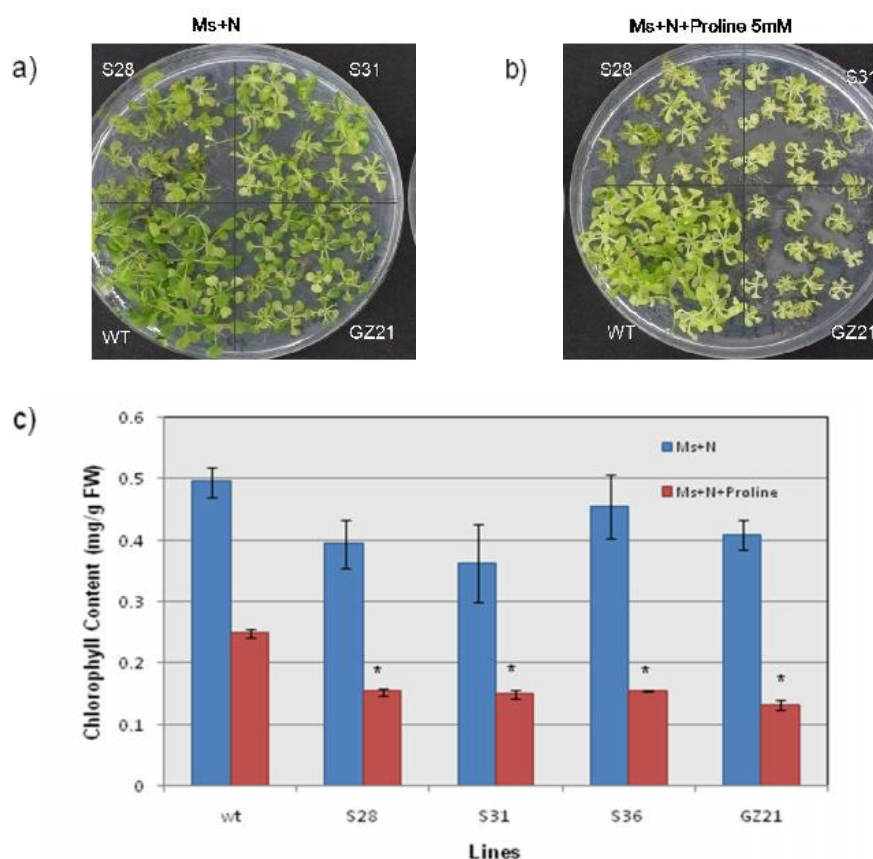 Ms+N
Ms+N+Proline 5mM
a)
S28
S31
WT
GZ21
b)
S28
S31
WT
GZ21
c)
Chlorophyll Content (mg/g FW)
0.6
0.5
0.4
0.3
0.2
0.1
0
Ms+N
Ms+N+Proline
*
*
*
*
wt
S28
S31
S36
GZ21
Lines